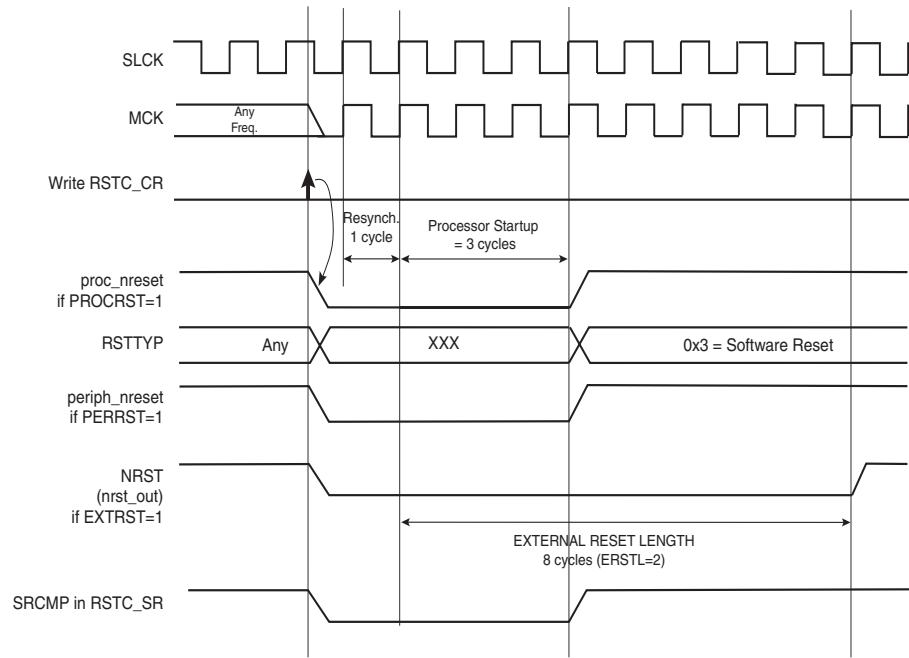 SLCK
MCK
Any
Freq.
Write RSTC_CR
Resynch.
1 cycle
Processor Startup
= 3 cycles
proc_nreset
if PROCRST=1
RSTTYP
Any
XXX
0x3 = Software Reset
periph_nreset
if PERRST=1
NRST
(nrst_out)
if EXTRST=1
EXTERNAL RESET LENGTH
8 cycles (ERSTL=2)
SRCMP in RSTC_SR